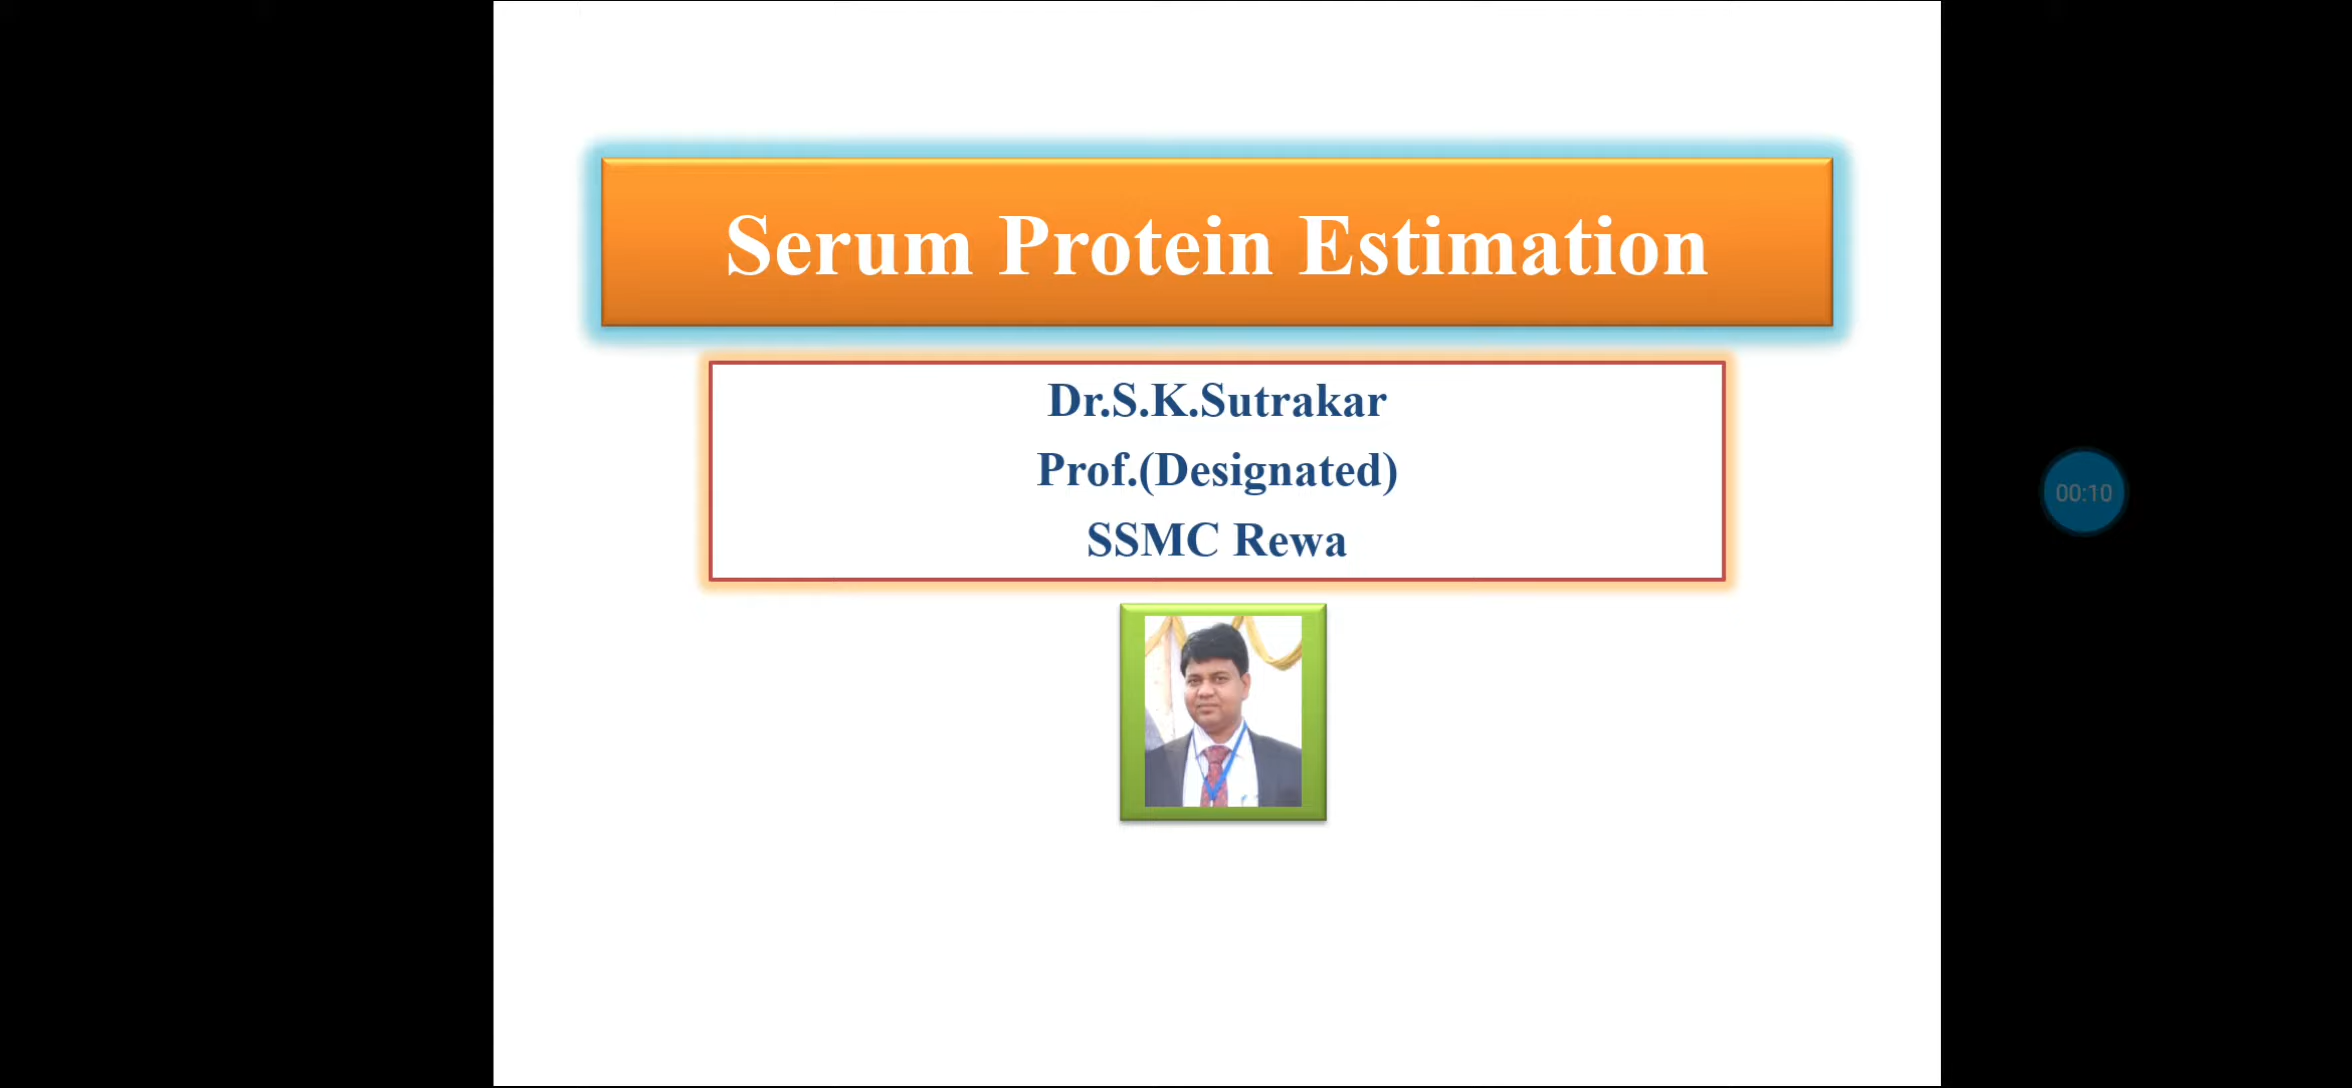 Serum Protein Estimation
Dr.S.K.Sutrakar
Prof.(Designated)
SSMC Rewa
00:10